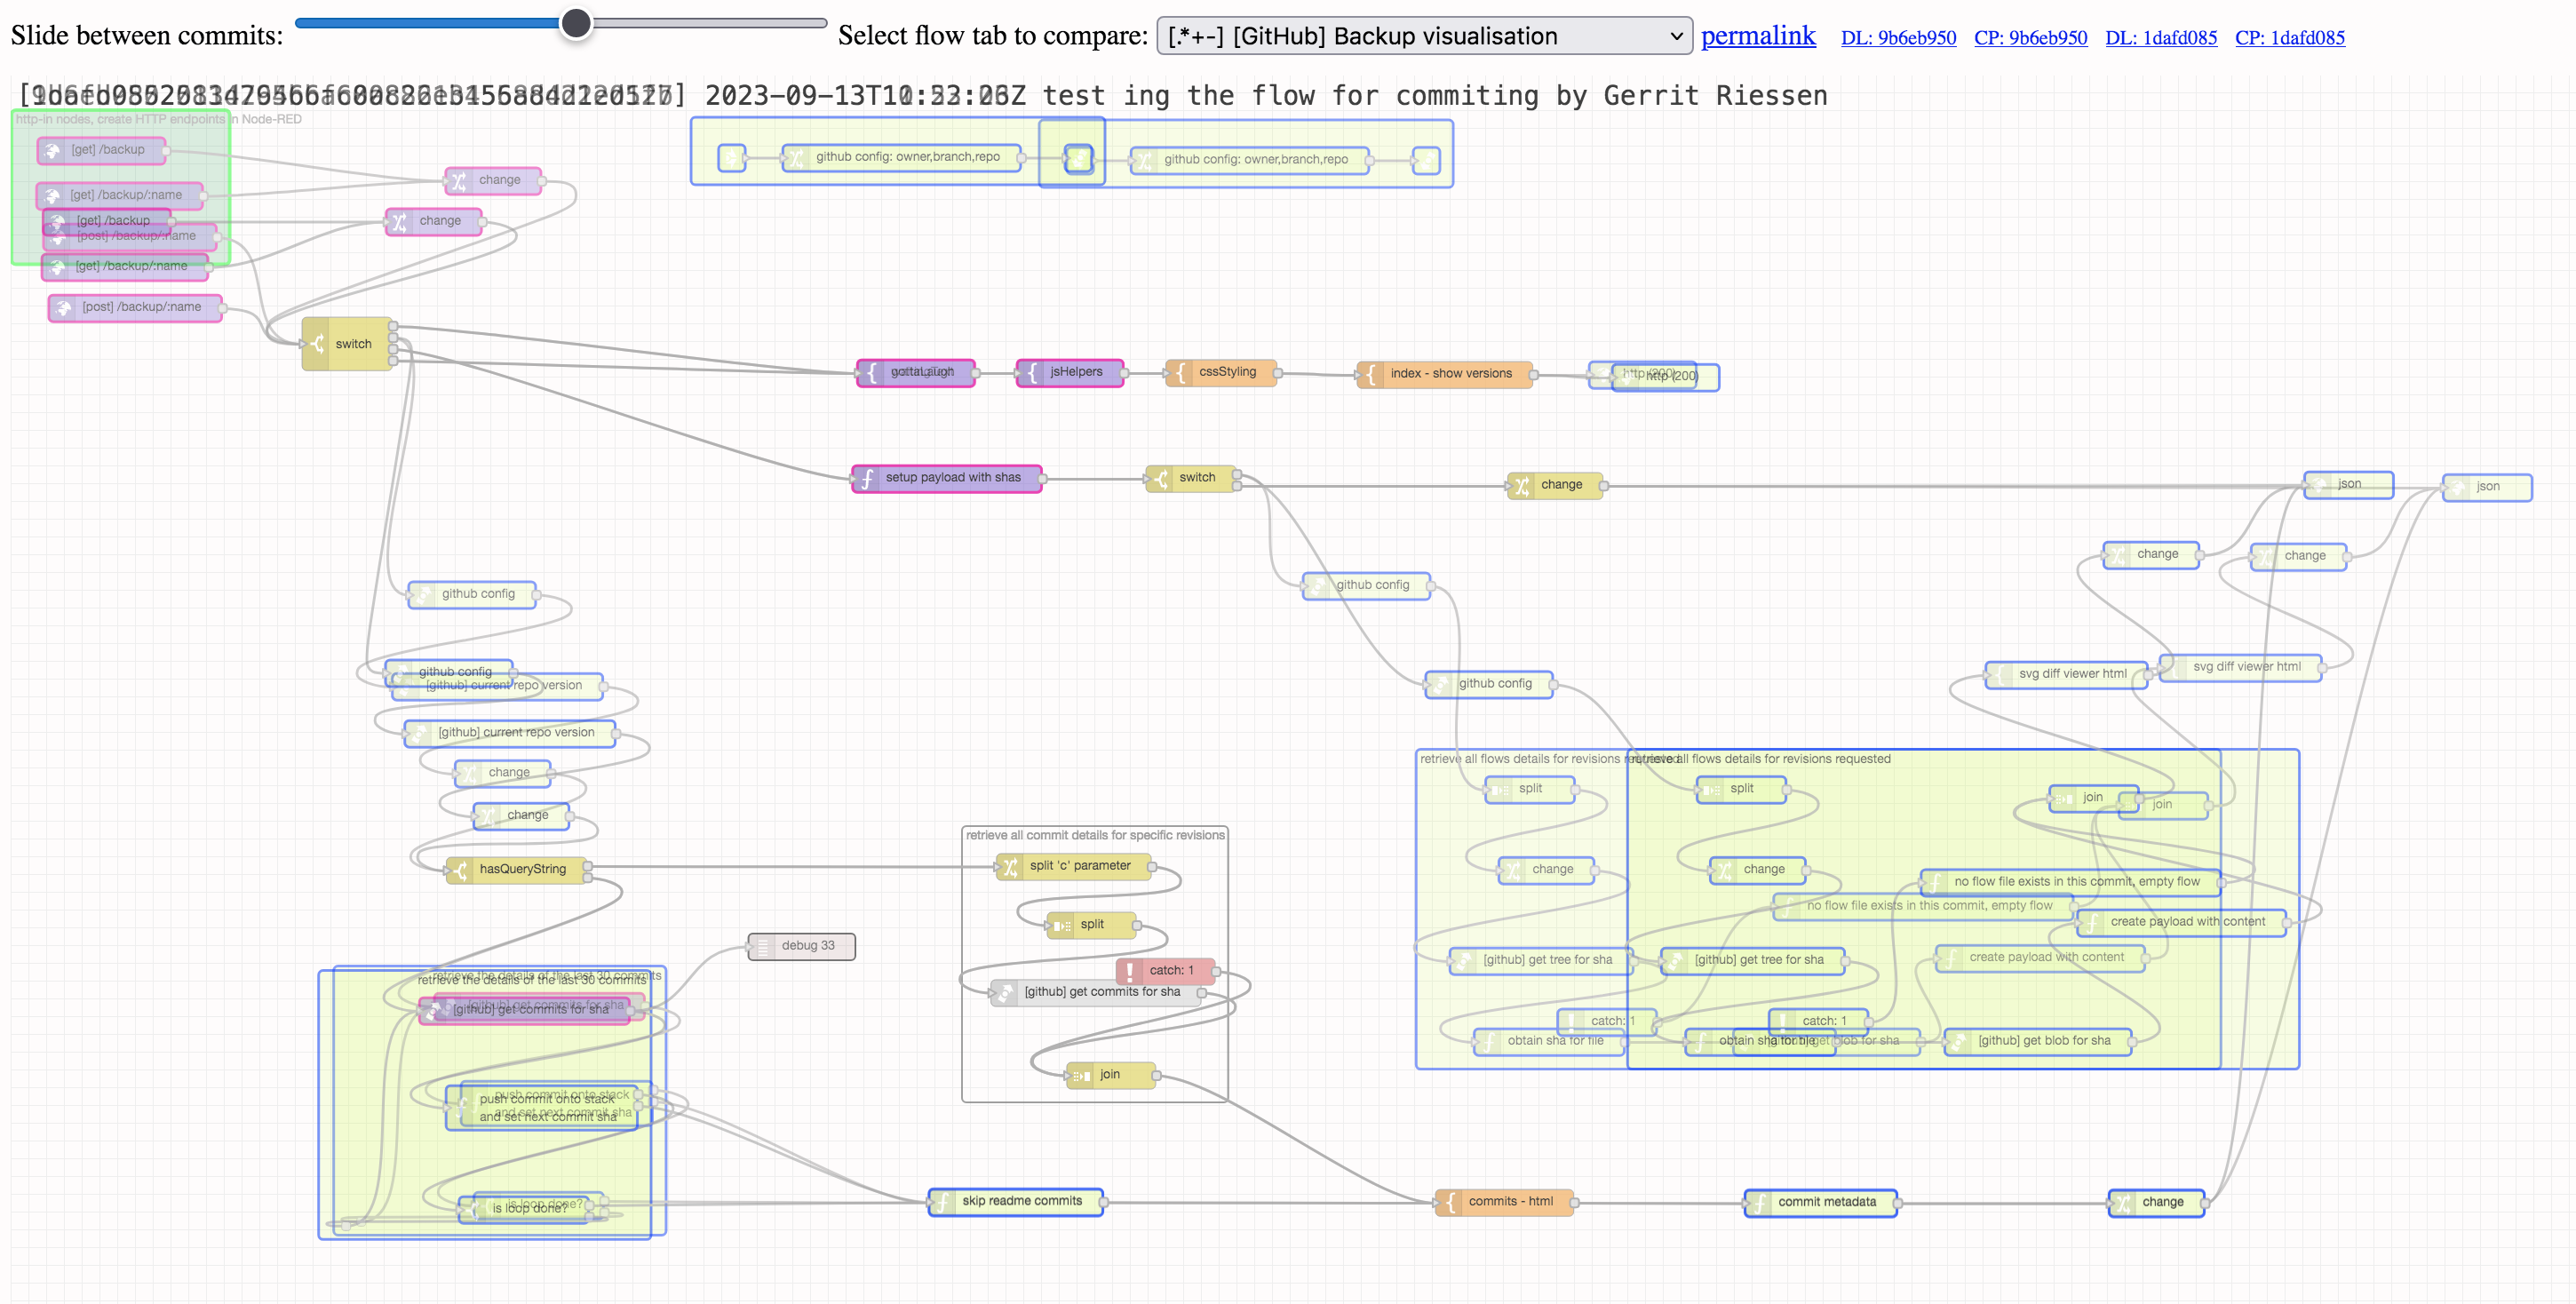 Slide between commits:
Select flow tab to compare:
[.*+-] [GitHub] Backup visualisation
permalink
DL: 9b6eb950
CP: 9b6eb950
DL: 1dafd085
CP: 1dafd085
test ing the flow for commiting by Gerrit Riessen
http-in nodes, create HTTP endpoints in Node-RED
[get] /backup
github config: owner,branch,repo
github config: owner,branch,repo
change
[get] /backup/:name
[get] /backup
change
[post] /backup/:name
[get] /backup/:name
[post] /backup/:name
switch
jsHelpers
cssStyling
index - show versions
http (200)
http (200)
setup payload with shas
switch
change
json
json
change
change
github config
github config
github config
[github] current repo version
svg diff viewer html
svg diff viewer html
github config
[github] current repo version
retrieve all flows details for revisions
retrieve all flows details for revisions requested
change
split
split
join
join
change
retrieve all commit details for specific revisions
hasQueryString
split 'c' parameter
change
change
no flow file exists in this commit, empty flow
no flow file exists in this commit, empty flow
split
create payload with content
debug 33
[github] get tree for sha
[github] get tree for sha
create payload with content
retrieve the details of the last 30 commits
retrieve the details of the last 30 commits
catch: 1
[github] get commits for sha
[github] get commits for sha
[github] get commits for sha
catch: 1
catch: 1
obtain sha for file
obtain sha for file
get blob for sha
[github] get blob for sha
join
push commit onto stack
and set next commit sha
push commit onto stack
and set next commit sha
is loop done?
is loop done?
skip readme commits
commits - html
commit metadata
change